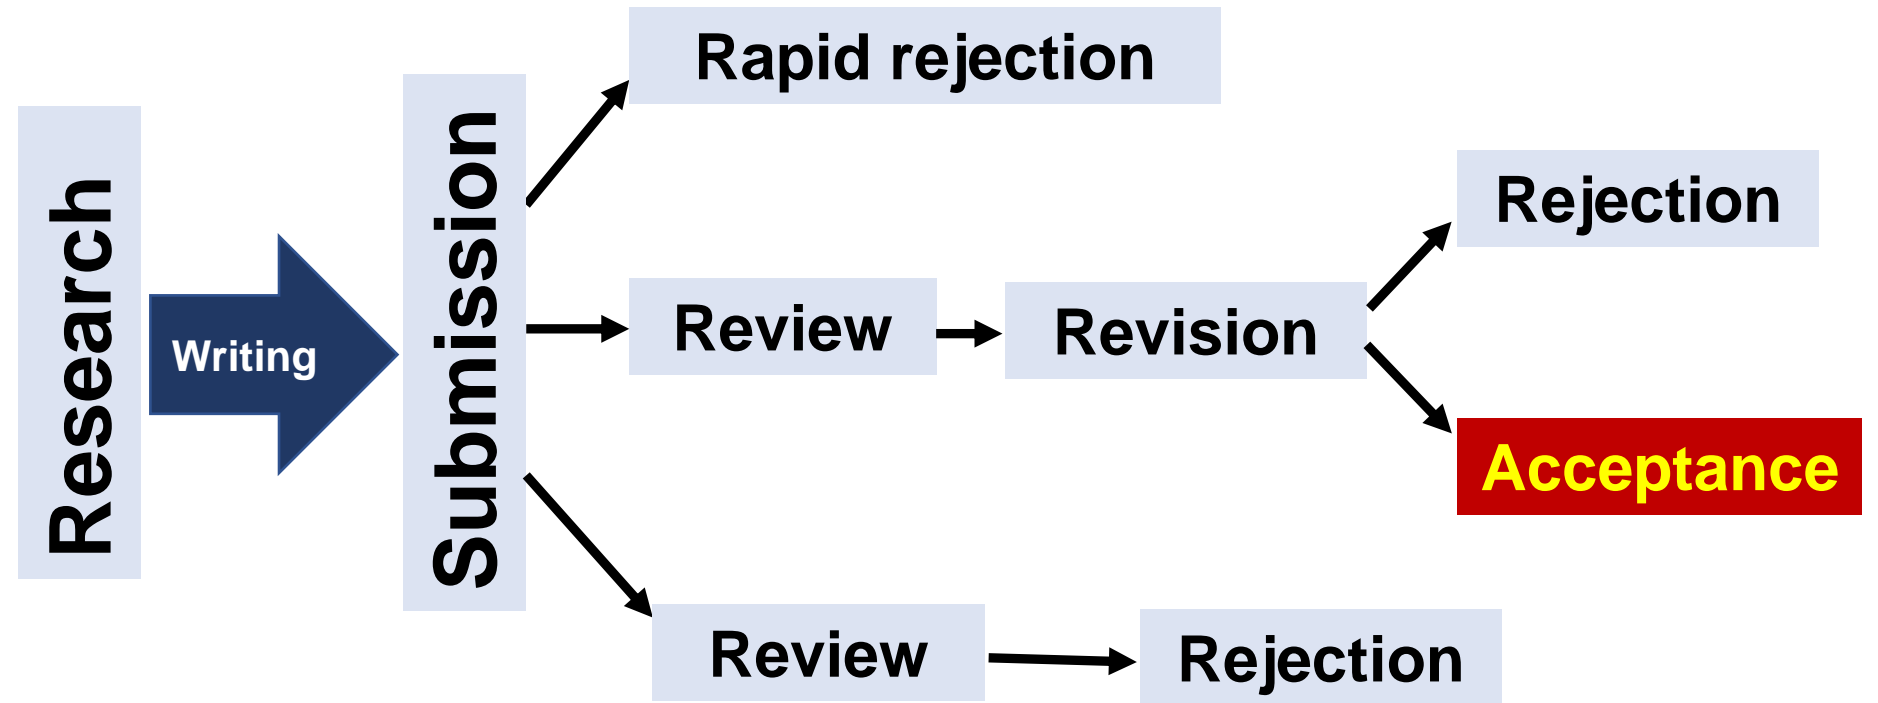 Research
Writing
Submission
Rapid rejection
Review
Revision
Rejection
Acceptance
Review
Rejection